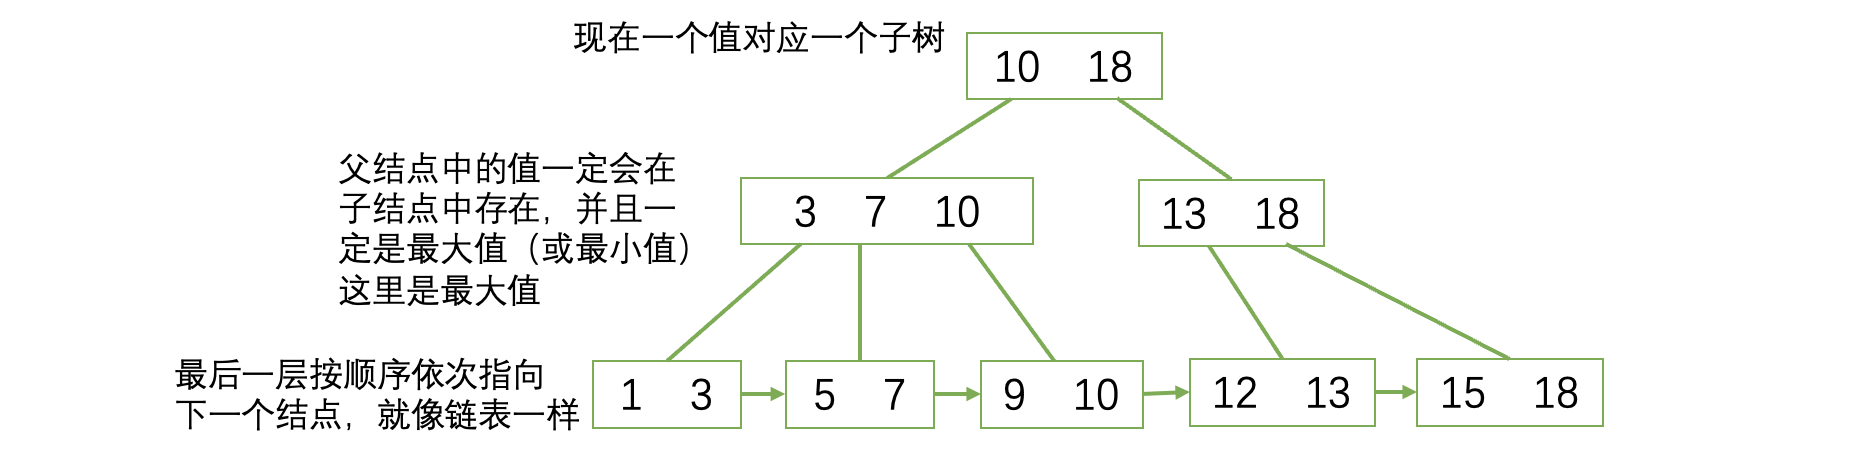 现在一个值对应一个子树
10 18
父结点中的值一定会在
子结点中存在，并且一
定是最大值（或最小值）
这里是最大值
3 7 10
13 18
最后一层按顺序依次指向
下一个结点，就像链表一样
1 3
5 7
9 10
12 13
15 18